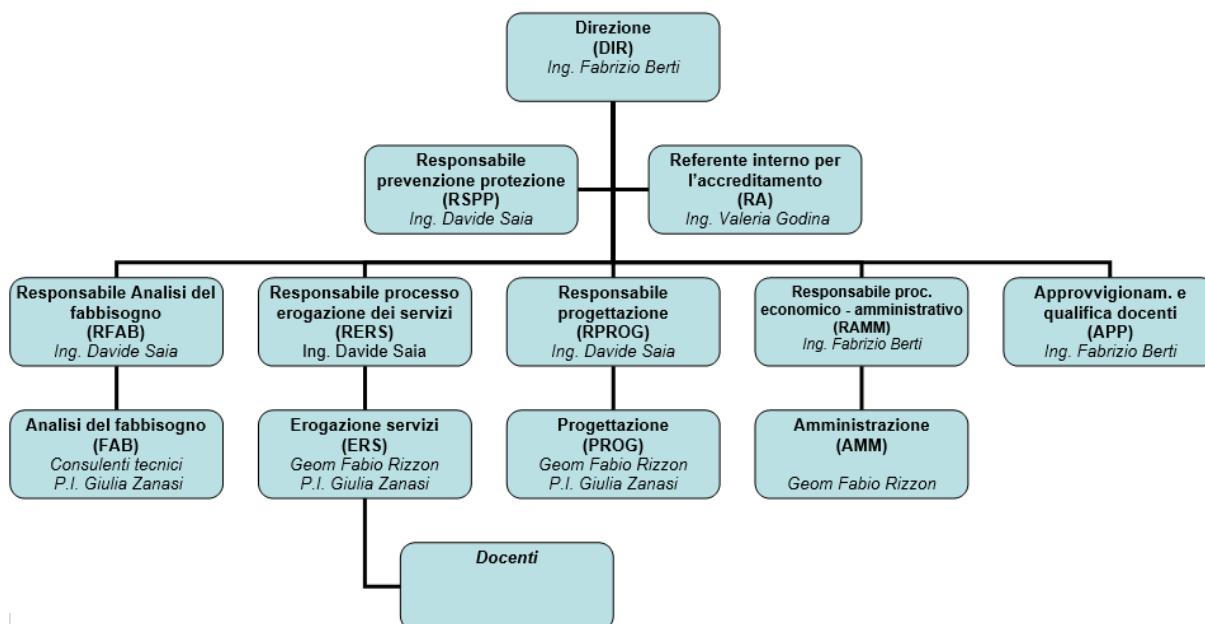 Direzione
(DIR)
Ing. Fabrizio Berti
Responsabile
prevenzione protezione
(RSPP)
Ing. Davide Saia
Referente interno per
l'accreditamento
(RA)
Ing. Valeria Godina
Responsabile Analisi del
fabbisogno
(RFAB)
Ing. Davide Saia
Responsabile processo
erogazione dei servizi
(RERS)
Ing. Davide Saia
Responsabile
progettazione
(RPROG)
Ing. Davide Saia
Responsabile proc.
economico - amministrativo
(RAMM)
Ing. Fabrizio Berti
Approvvigionam. e
qualifica docenti
(APP)
Ing. Fabrizio Berti
Analisi del fabbisogno
(FAB)
Consulenti tecnici
P.I. Giulia Zanasi
Erogazione servizi
(ERS)
Geom Fabio Rizzon
P.I. Giulia Zanasi
Progettazione
(PROG)
Geom Fabio Rizzon
P.I. Giulia Zanasi
Amministrazione
(AMM)
Geom Fabio Rizzon
Docenti